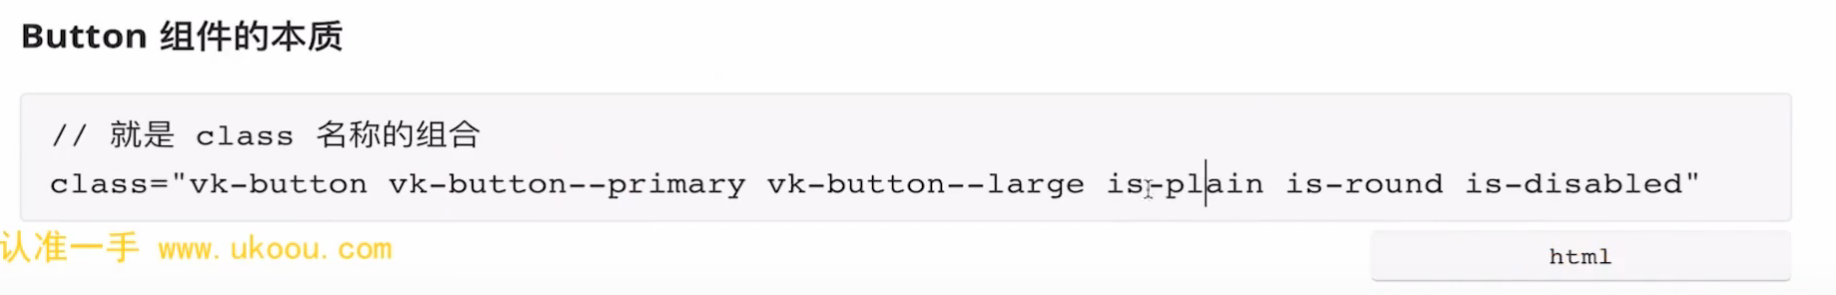 Button 组件的本质
// 就是 class 名称的组合
class="vk-button vk-button--primary vk-button--large is-plain is-round is-disabled"
认准一手 www.ukoou.com
html